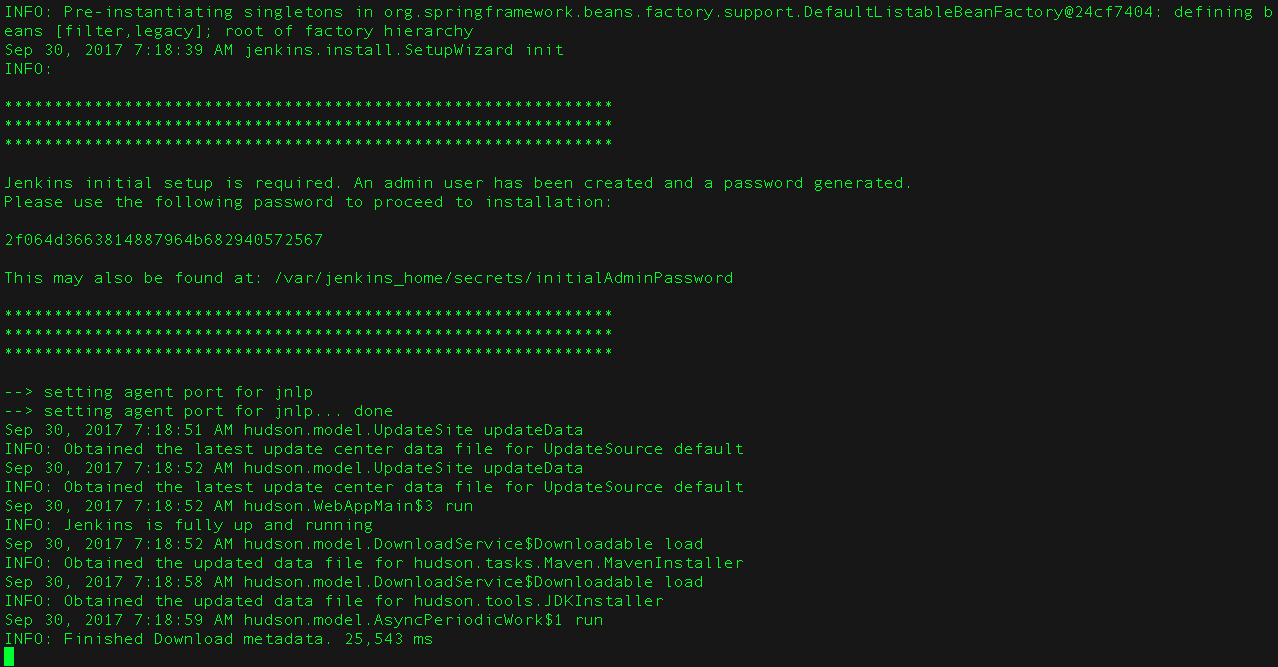 INFO: Pre-instantiating singletons in org.springframework.beans.factory.support.DefaultListableBeanFactory@24cf7404: defining b
eans [filter,legacy]; root of factory hierarchy
Sep 30, 2017 7:18:39 AM jenkins.install.SetupWizard init
INFO:
*************************************************************
*************************************************************
*************************************************************
Jenkins initial setup is required. An admin user has been created and a password generated.
Please use the following password to proceed to installation:
2f064d3663814887964b682940572567
This may also be found at: /var/jenkins_home/secrets/initialAdminPassword
*************************************************************
*************************************************************
*************************************************************
--> setting agent port for jnlp
--> setting agent port for jnlp... done
Sep 30, 2017 7:18:51 AM hudson.model.UpdateSite updateData
INFO: Obtained the latest update center data file for UpdateSource default
Sep 30, 2017 7:18:52 AM hudson.model.UpdateSite updateData
INFO: Obtained the latest update center data file for UpdateSource default
Sep 30, 2017 7:18:52 AM hudson.WebAppMain$3 run
INFO: Jenkins is fully up and running
Sep 30, 2017 7:18:52 AM hudson.model.DownloadService$Downloadable load
INFO: Obtained the updated data file for hudson.tasks.Maven.MavenInstaller
Sep 30, 2017 7:18:58 AM hudson.model.DownloadService$Downloadable load
INFO: Obtained the updated data file for hudson.tools.JDKInstaller
Sep 30, 2017 7:18:59 AM hudson.model.AsyncPeriodicWork$1 run
INFO: Finished Download metadata. 25,543 ms